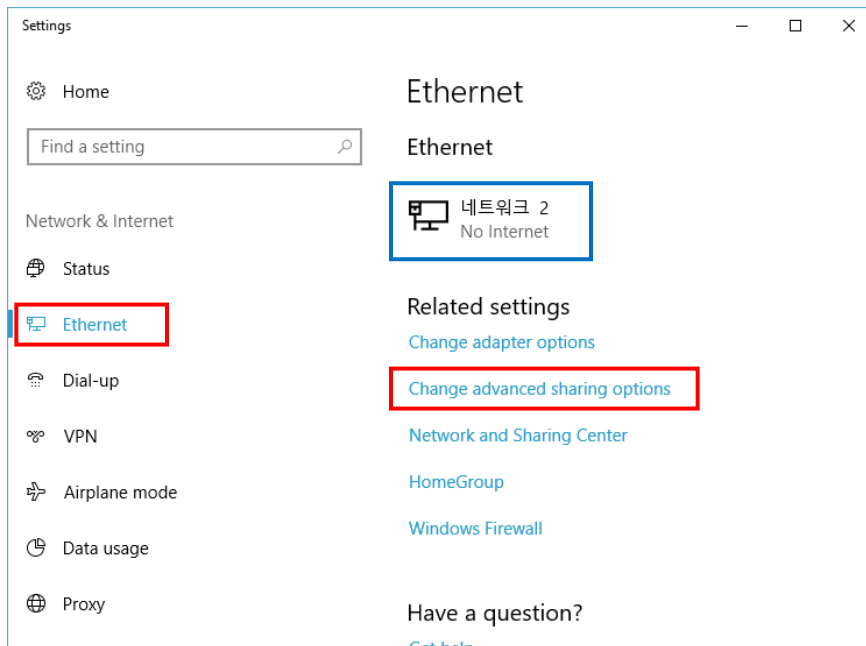 Settings
Home
Find a setting
Network & Internet
Status
Ethernet
Dial-up
VPN
Airplane mode
Data usage
Proxy
Ethernet
Ethernet
네트워크 2
No Internet
Related settings
Change adapter options
Change advanced sharing options
Network and Sharing Center
HomeGroup
Windows Firewall
Have a question?
Get help